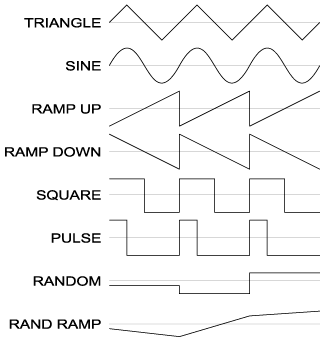 TRIANGLE
SINE
RAMP UP
RAMP DOWN
SQUARE
PULSE
RANDOM
RAND RAMP